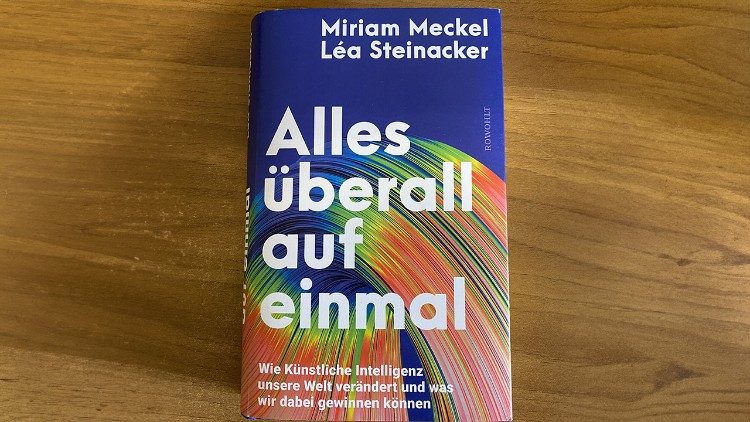 Miriam Meckel
Léa Steinacker
ROWOHLT
Alles
überall
auf
einmal
Wie Künstliche Intelligenz
unsere Welt verändert und was
wir dabei gewinnen können